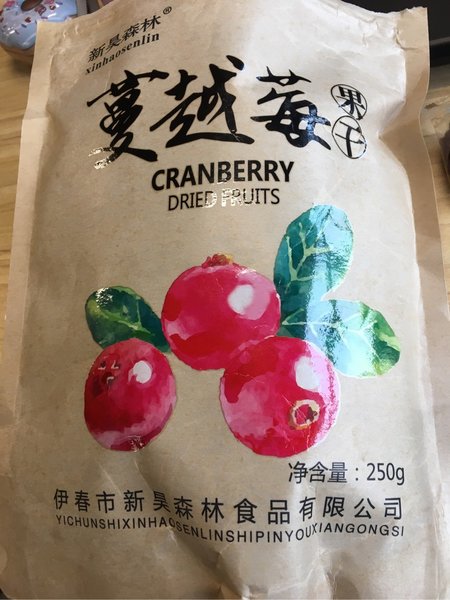 新昊森林®
xinhaosenlin
蔓越莓果干
CRANBERRY
DRIED FRUITS
净含量：250g
伊春市新昊森林食品有限公司
YICHUNSHIXINHAOSENLINSHIPINYOUXIANGONGSI